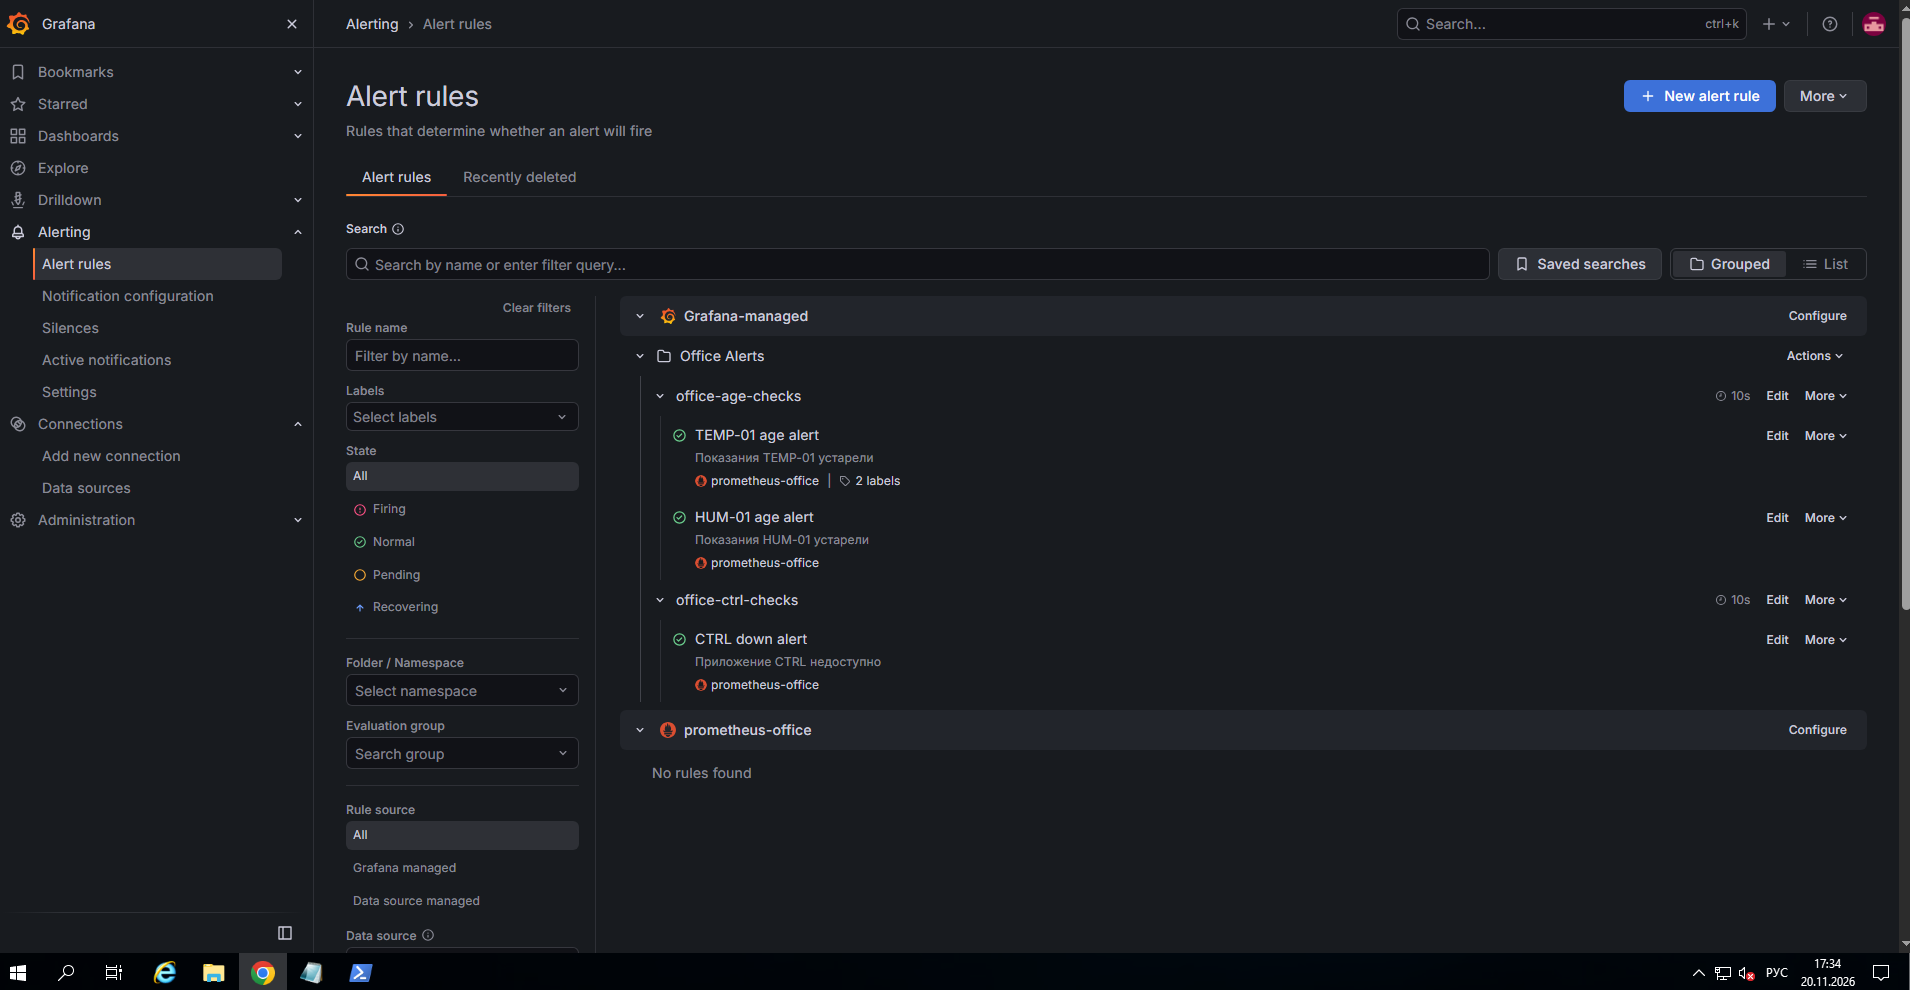 Grafana
Alerting › Alert rules
Search...
ctrl+k
Bookmarks
Starred
Dashboards
Explore
Drilldown
Alerting
Alert rules
Notification configuration
Silences
Active notifications
Settings
Connections
Add new connection
Data sources
Administration
Alert rules
Rules that determine whether an alert will fire
New alert rule
More
Alert rules
Recently deleted
Search
Search by name or enter filter query...
Saved searches
Grouped
List
Clear filters
Rule name
Filter by name...
Labels
Select labels
State
All
Firing
Normal
Pending
Recovering
Folder / Namespace
Select namespace
Evaluation group
Search group
Rule source
All
Grafana managed
Data source managed
Data source
Grafana-managed
Configure
Office Alerts
Actions
office-age-checks
10s Edit More
TEMP-01 age alert
Edit More
Показания TEMP-01 устарели
prometheus-office | 2 labels
HUM-01 age alert
Edit More
Показания HUM-01 устарели
prometheus-office
office-ctrl-checks
10s Edit More
CTRL down alert
Edit More
Приложение CTRL недоступно
prometheus-office
prometheus-office
Configure
No rules found
РУС
17:34
20.11.2026